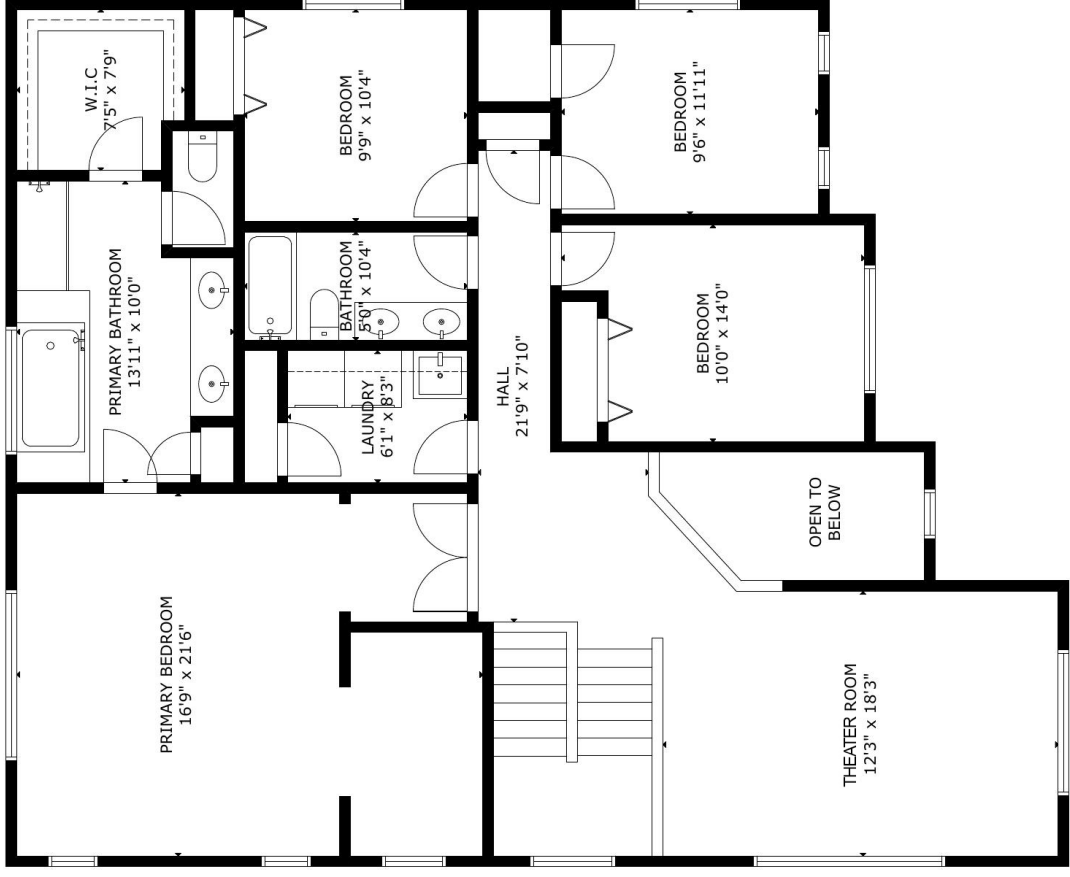 W.I.C
7'5" x 7'9"
BEDROOM
9'9" x 10'4"
BEDROOM
9'6" x 11'11"
PRIMARY BATHROOM
13'11" x 10'0"
BATHROOM
5'0" x 10'4"
BEDROOM
10'0" x 14'0"
HALL
21'9" x 7'10"
LAUNDRY
6'1" x 8'3"
OPEN TO
BELOW
PRIMARY BEDROOM
16'9" x 21'6"
THEATER ROOM
12'3" x 18'3"